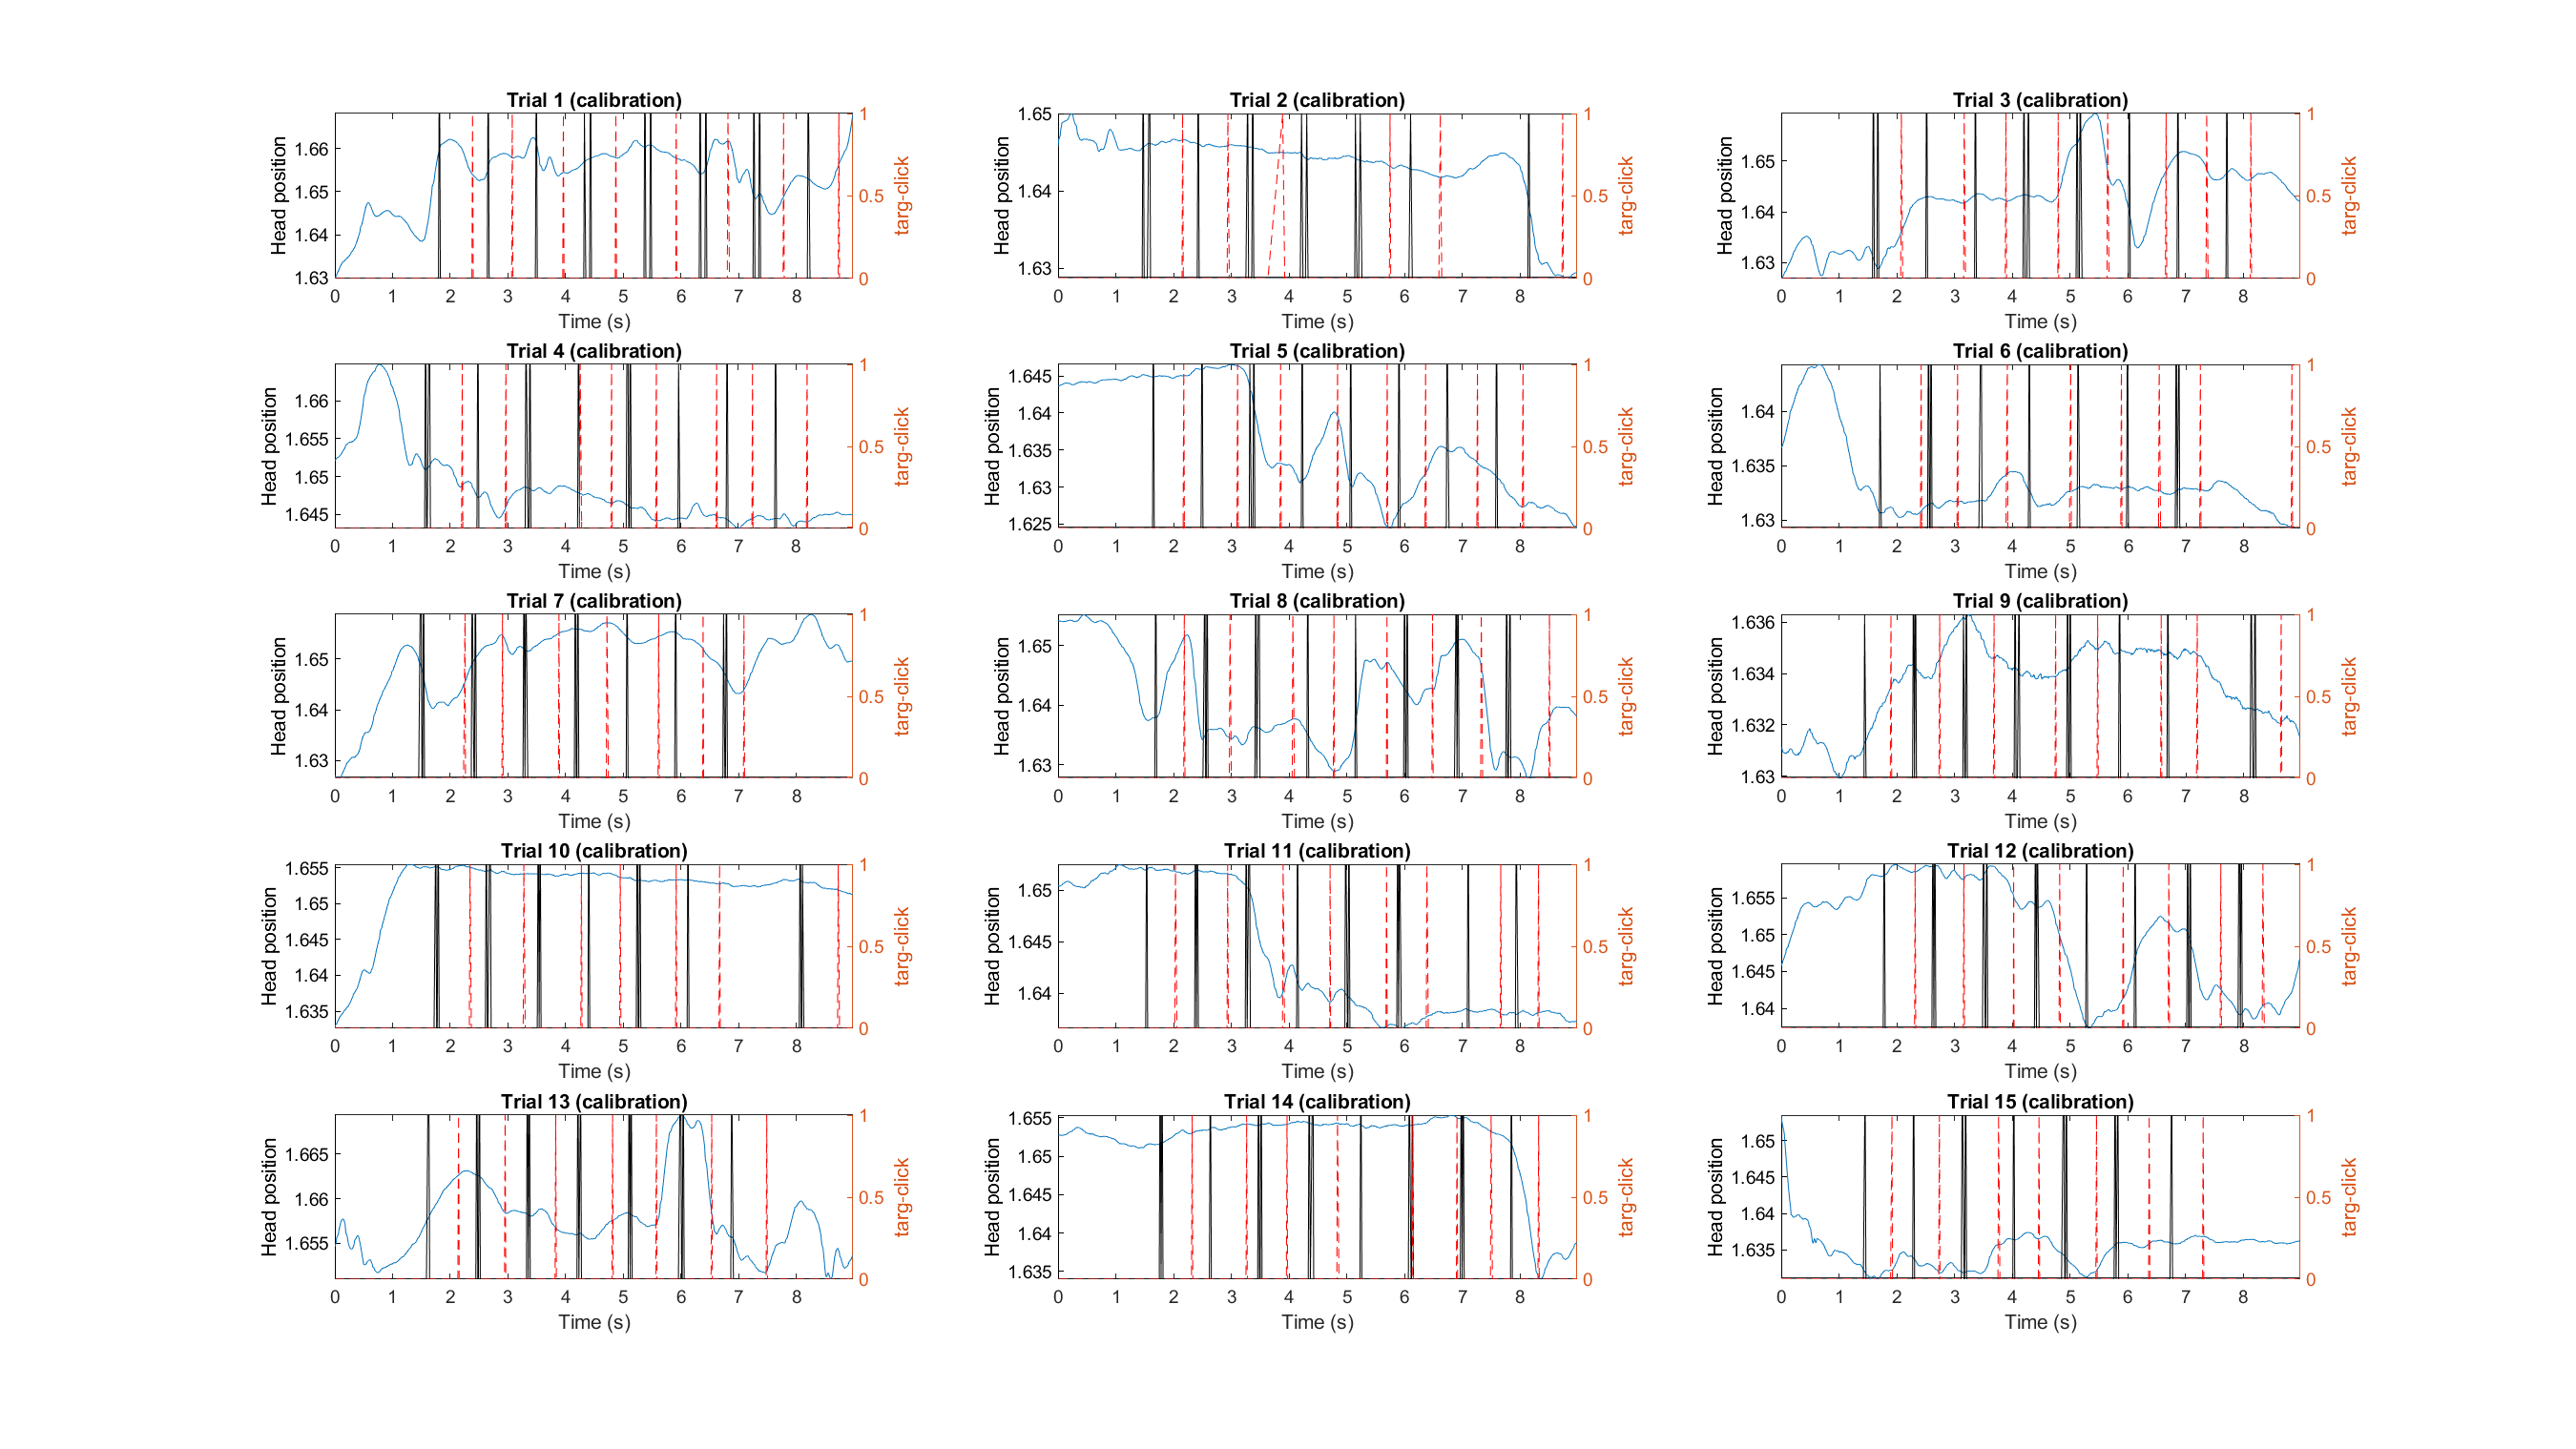 Trial 1 (calibration)
Head position
1.66
1.65
1.64
1.63
1
0.5
0
targ-click
0 1 2 3 4 5 6 7 8
Time (s)
Trial 2 (calibration)
Head position
1.65
1.64
1.63
1
0.5
0
targ-click
0 1 2 3 4 5 6 7 8
Time (s)
Trial 3 (calibration)
Head position
1.65
1.64
1.63
1
0.5
0
targ-click
0 1 2 3 4 5 6 7 8
Time (s)
Trial 4 (calibration)
Head position
1.66
1.655
1.65
1.645
1
0.5
0
targ-click
0 1 2 3 4 5 6 7 8
Time (s)
Trial 5 (calibration)
Head position
1.645
1.64
1.635
1.63
1.625
1
0.5
0
targ-click
0 1 2 3 4 5 6 7 8
Time (s)
Trial 6 (calibration)
Head position
1.64
1.635
1.63
1
0.5
0
targ-click
0 1 2 3 4 5 6 7 8
Time (s)
Trial 7 (calibration)
Head position
1.65
1.64
1.63
1
0.5
0
targ-click
0 1 2 3 4 5 6 7 8
Time (s)
Trial 8 (calibration)
Head position
1.65
1.64
1.63
1
0.5
0
targ-click
0 1 2 3 4 5 6 7 8
Time (s)
Trial 9 (calibration)
Head position
1.636
1.634
1.632
1.63
1
0.5
0
targ-click
0 1 2 3 4 5 6 7 8
Time (s)
Trial 10 (calibration)
Head position
1.655
1.65
1.645
1.64
1.635
1
0.5
0
targ-click
0 1 2 3 4 5 6 7 8
Time (s)
Trial 11 (calibration)
Head position
1.65
1.645
1.64
1
0.5
0
targ-click
0 1 2 3 4 5 6 7 8
Time (s)
Trial 12 (calibration)
Head position
1.655
1.65
1.645
1.64
1
0.5
0
targ-click
0 1 2 3 4 5 6 7 8
Time (s)
Trial 13 (calibration)
Head position
1.665
1.66
1.655
1
0.5
0
targ-click
0 1 2 3 4 5 6 7 8
Time (s)
Trial 14 (calibration)
Head position
1.655
1.65
1.645
1.64
1.635
1
0.5
0
targ-click
0 1 2 3 4 5 6 7 8
Time (s)
Trial 15 (calibration)
Head position
1.65
1.645
1.64
1.635
1
0.5
0
targ-click
0 1 2 3 4 5 6 7 8
Time (s)